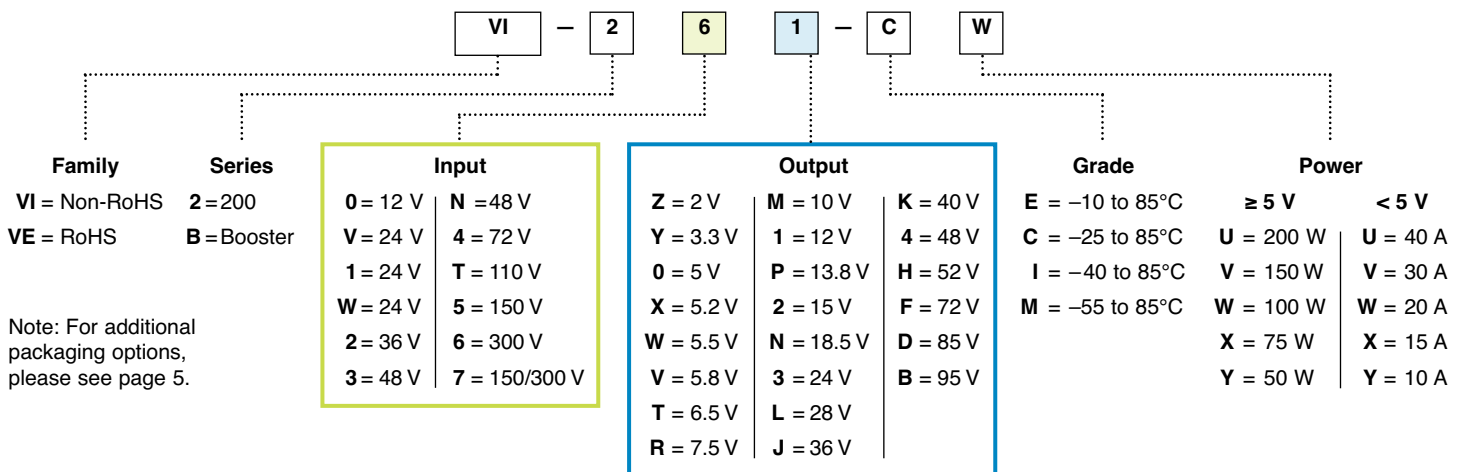 VI – 2 6 1 – C W
Family Series Input Output Grade Power
VI = Non-RoHS 2 = 200 0 = 12 V N = 48 V Z = 2 V M = 10 V K = 40 V E = –10 to 85°C ≥ 5 V < 5 V
VE = RoHS B = Booster V = 24 V 4 = 72 V Y = 3.3 V 1 = 12 V 4 = 48 V C = –25 to 85°C U = 200 W U = 40 A
1 = 24 V T = 110 V 0 = 5 V P = 13.8 V H = 52 V I = –40 to 85°C V = 150 W V = 30 A
W = 24 V 5 = 150 V X = 5.2 V 2 = 15 V F = 72 V M = –55 to 85°C W = 100 W W = 20 A
Note: For additional
packaging options,
please see page 5.
2 = 36 V 6 = 300 V W = 5.5 V N = 18.5 V D = 85 V X = 75 W X = 15 A
3 = 48 V 7 = 150/300 V V = 5.8 V 3 = 24 V B = 95 V Y = 50 W Y = 10 A
T = 6.5 V L = 28 V
R = 7.5 V J = 36 V